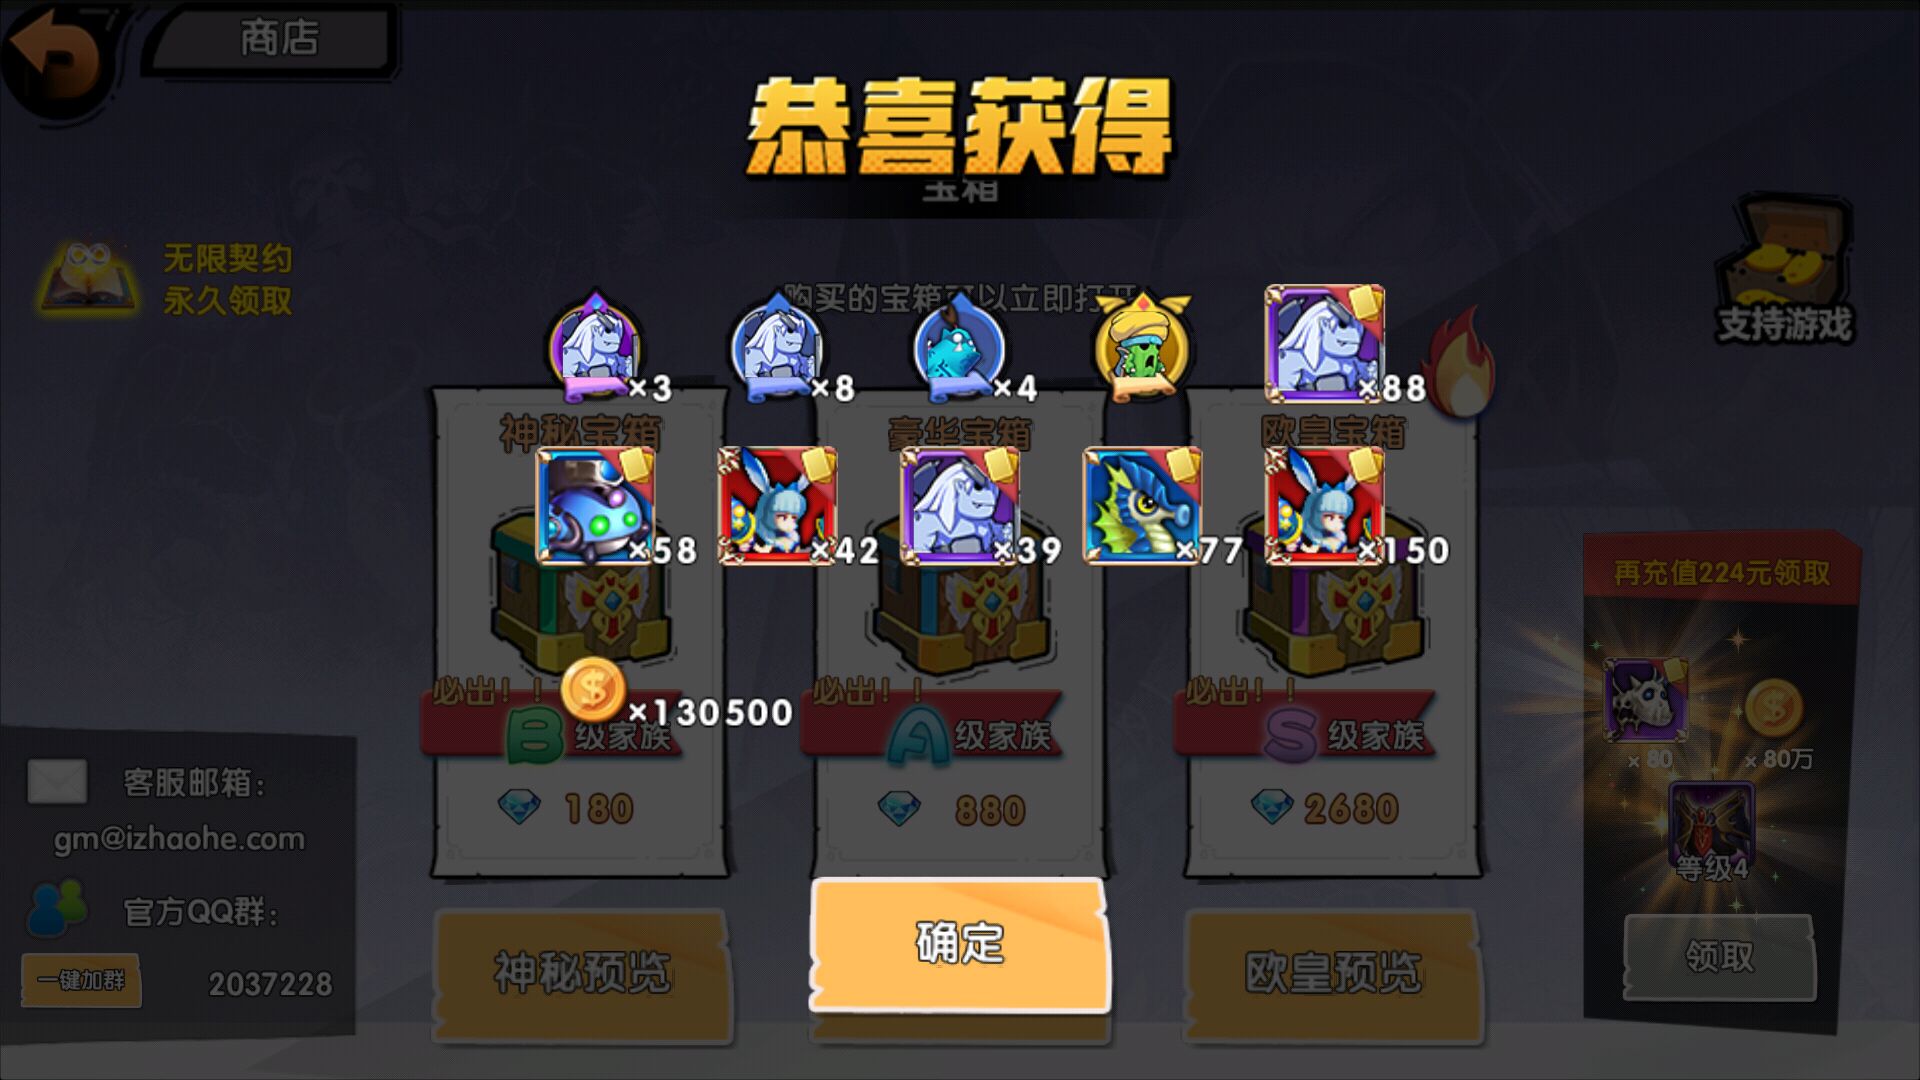 商店
恭喜获得
宝箱
无限契约
永久领取
购买的宝箱可以立即打开
支持游戏
×3
×8
×4
×88
神秘宝箱
豪华宝箱
欧皇宝箱
×58
×42
×39
×77
×150
再充值224元领取
×130500
必出！！
B级家族
必出！！
A级家族
必出！！
S级家族
×80
×80万
180
880
2680
等级4
客服邮箱：
gm@izhaohe.com
官方QQ群：
一键加群
2037228
神秘预览
确定
欧皇预览
领取